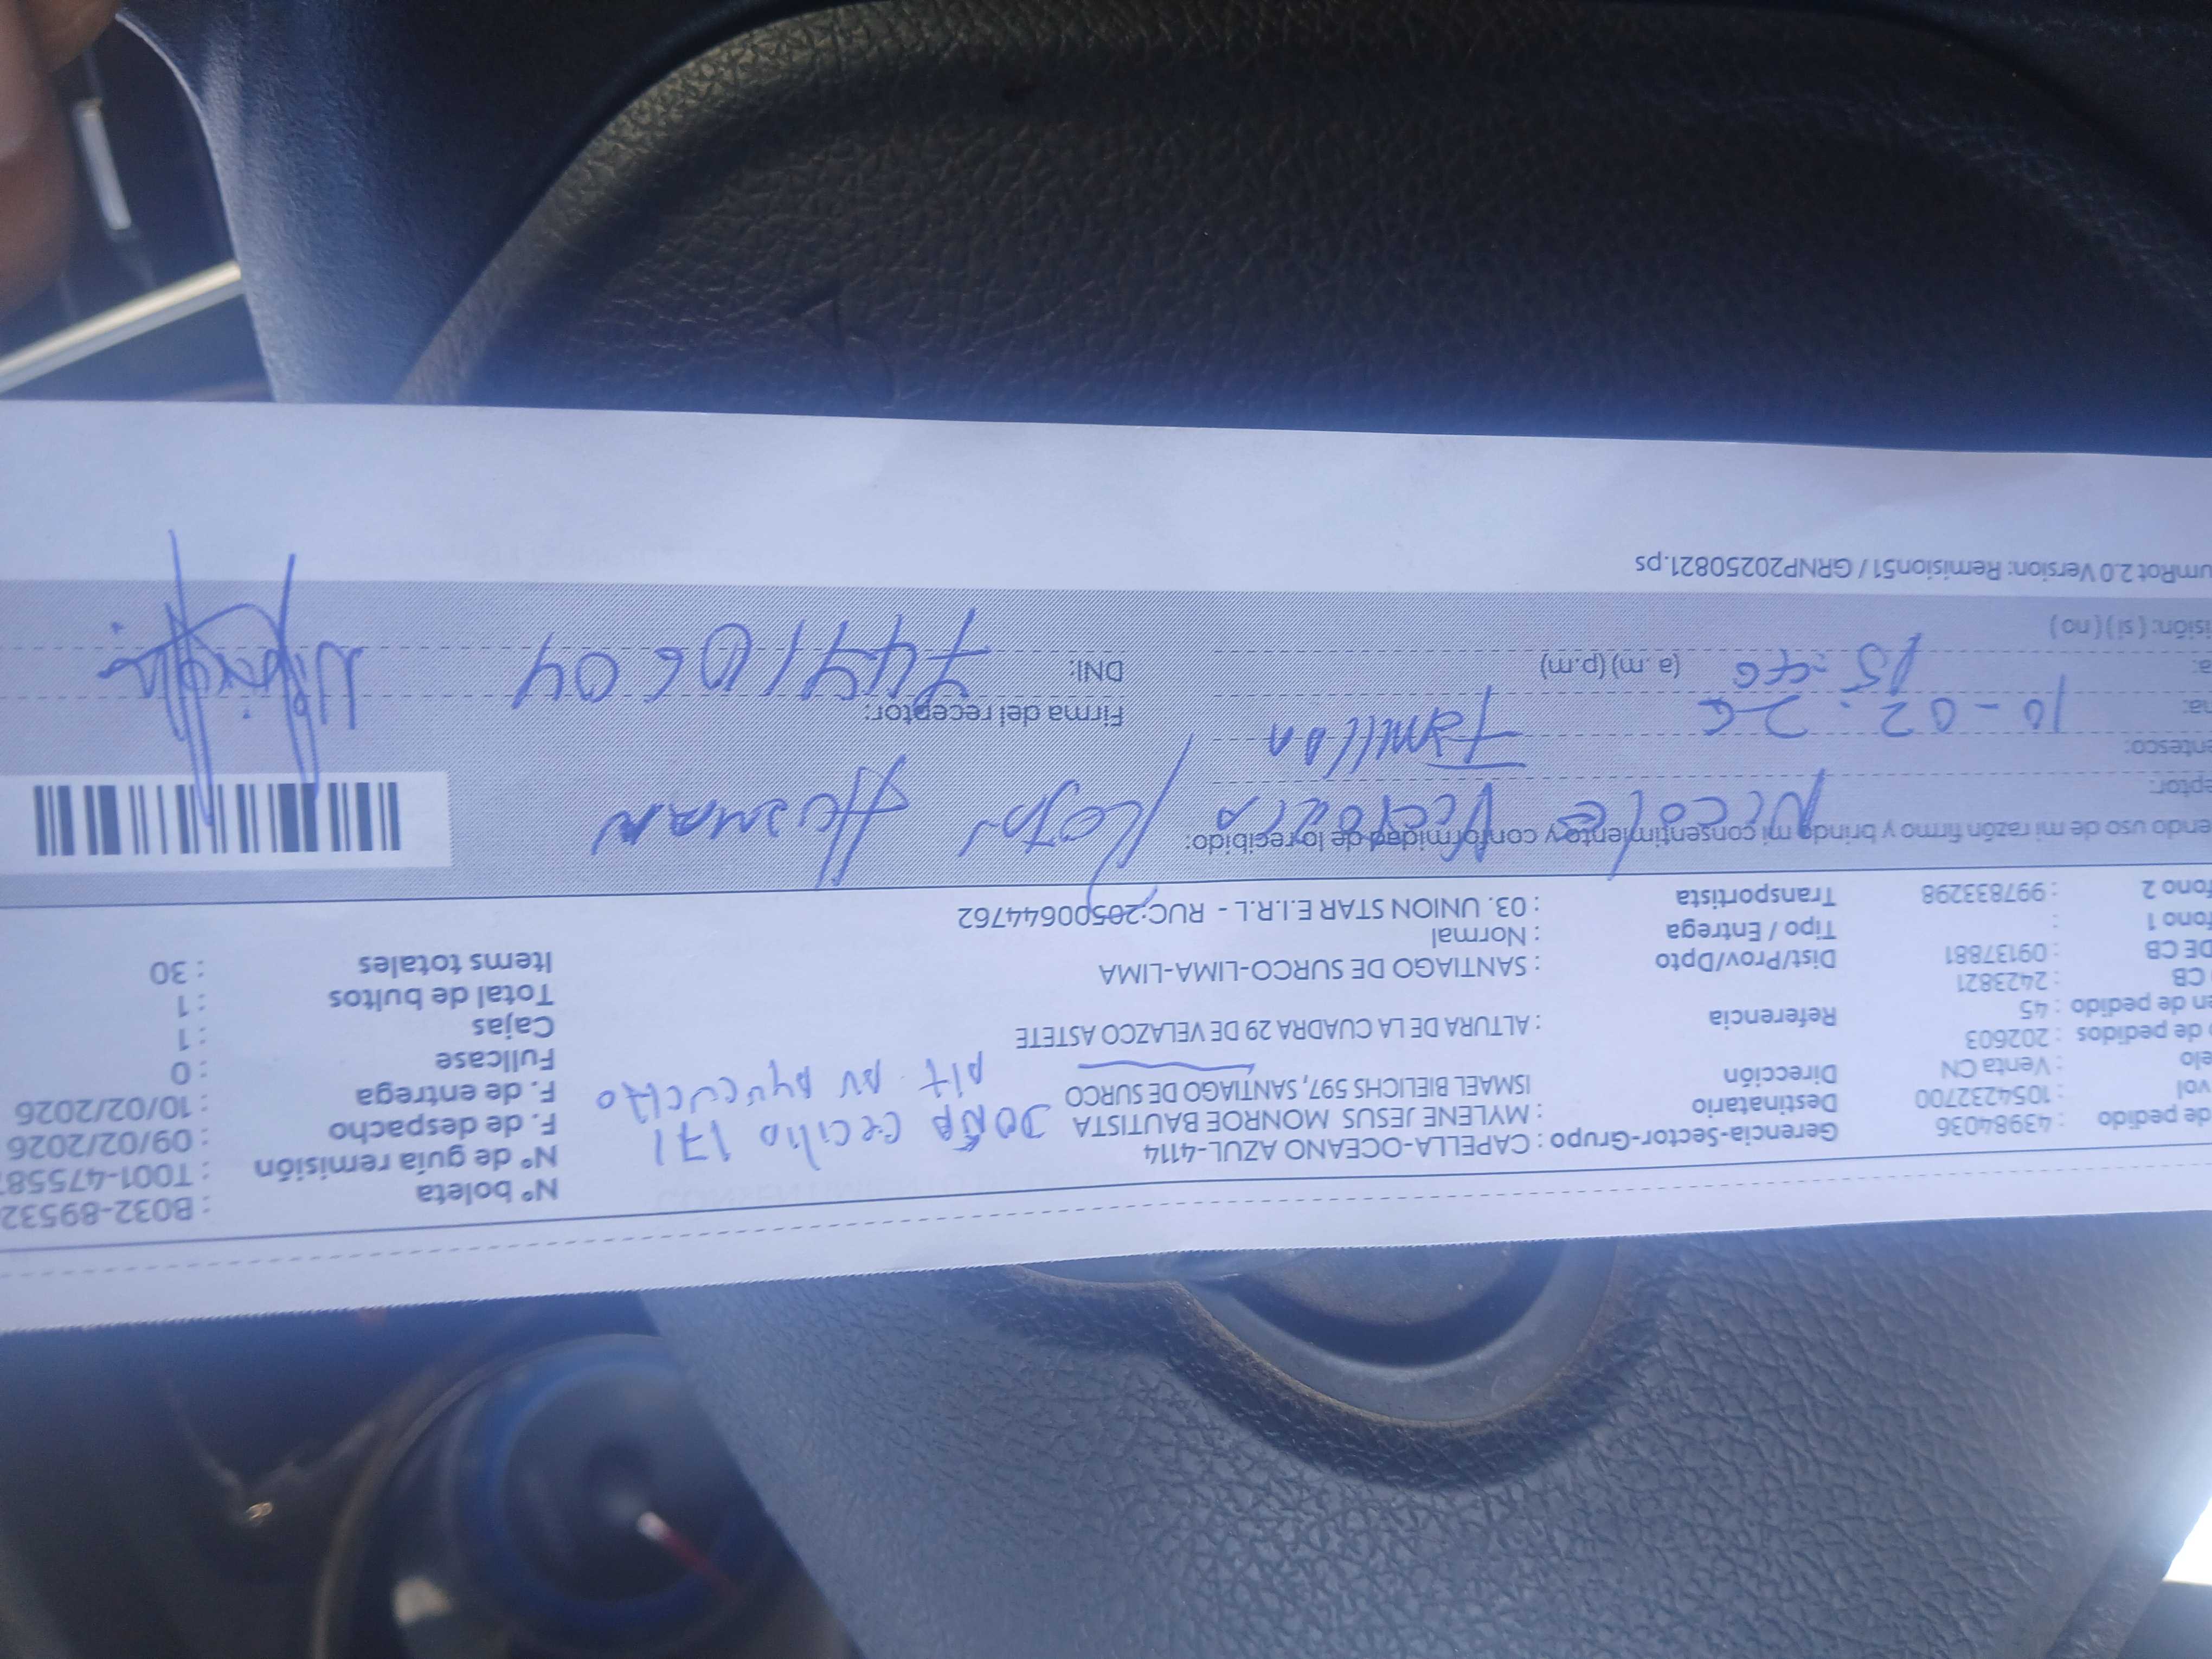 de pedido : 43984036 Gerencia-Sector-Grupo : CAPELLA-OCEANO AZUL-4114 Nº boleta : B032-89532
vol : 1054232700 Destinatario : MYLENE JESUS MONROE BAUTISTA Nº de guía remisión : T001-47558
elo : Venta CN Dirección ISMAEL BIELICHS 597, SANTIAGO DE SURCO F. de despacho : 09/02/2026
DOÑA Cecilia 171
Alt. AV AyACUCHO
o de pedidos : 202603 F. de entrega : 10/02/2026
en de pedido : 45 Referencia : ALTURA DE LA CUADRA 29 DE VELAZCO ASTETE Fullcase : 0
CB : 2423821 Cajas : 1
DE CB : 09137881 Dist/Prov/Dpto : SANTIAGO DE SURCO-LIMA-LIMA Total de bultos : 1
fono 1 : Tipo / Entrega : Normal Items totales : 30
fono 2 : 997833298 Transportista : 03. UNION STAR E.I.R.L - RUC:20500644762
endo uso de mi razón firmo y brindo mi consentimiento y conformidad de lo recibido:
eptor: Nicole Victoria
entesco: Familia
na: 10-02-26 Firma del receptor:
a: 15:46 (a.m) (p.m) DNI:
isión: ( si ) ( no )
umRot 2.0 Version: Remision51 / GRNP20250821.ps